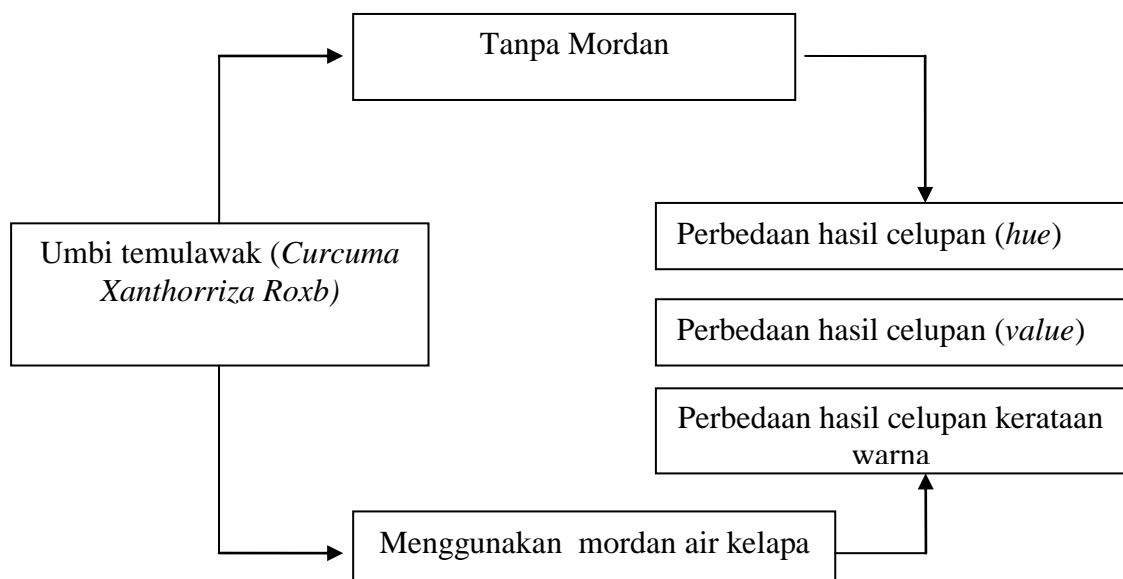 Tanpa Mordan
Perbedaan hasil celupan (hue)
Umbi temulawak (Curcuma
Xanthorriza Roxb)
Perbedaan hasil celupan (value)
Perbedaan hasil celupan kerataan
warna
Menggunakan mordan air kelapa